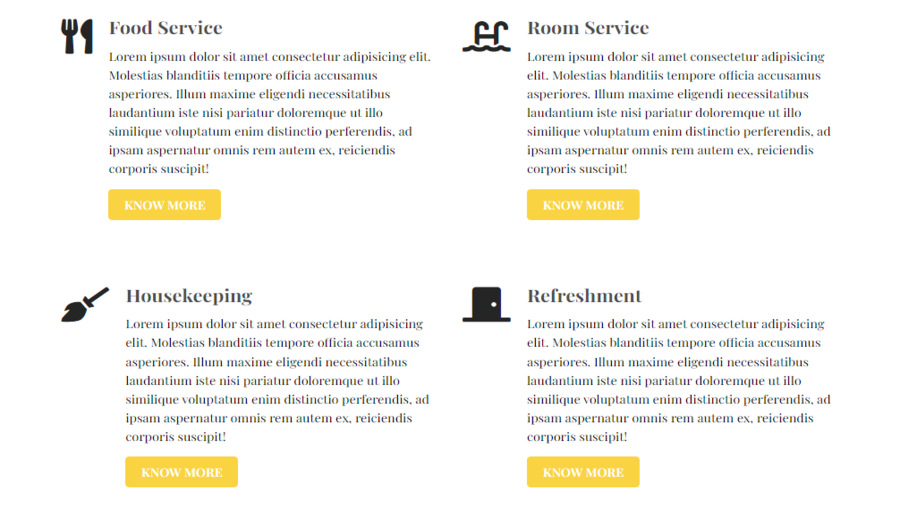 Food Service
Lorem ipsum dolor sit amet consectetur adipisicing elit.
Molestias blanditiis tempore officia accusamus
asperiores. Illum maxime eligendi necessitatibus
laudantium iste nisi pariatur doloremque ut illo
similique voluptatum enim distinctio perferendis, ad
ipsam aspernatur omnis rem autem ex, reiciendis
corporis suscipit!
KNOW MORE
Room Service
Lorem ipsum dolor sit amet consectetur adipisicing
elit. Molestias blanditiis tempore officia accusamus
asperiores. Illum maxime eligendi necessitatibus
laudantium iste nisi pariatur doloremque ut illo
similique voluptatum enim distinctio perferendis, ad
ipsam aspernatur omnis rem autem ex, reiciendis
corporis suscipit!
KNOW MORE
Housekeeping
Lorem ipsum dolor sit amet consectetur adipisicing
elit. Molestias blanditiis tempore officia accusamus
asperiores. Illum maxime eligendi necessitatibus
laudantium iste nisi pariatur doloremque ut illo
similique voluptatum enim distinctio perferendis, ad
ipsam aspernatur omnis rem autem ex, reiciendis
corporis suscipit!
KNOW MORE
Refreshment
Lorem ipsum dolor sit amet consectetur adipisicing
elit. Molestias blanditiis tempore officia accusamus
asperiores. Illum maxime eligendi necessitatibus
laudantium iste nisi pariatur doloremque ut illo
similique voluptatum enim distinctio perferendis, ad
ipsam aspernatur omnis rem autem ex, reiciendis
corporis suscipit!
KNOW MORE